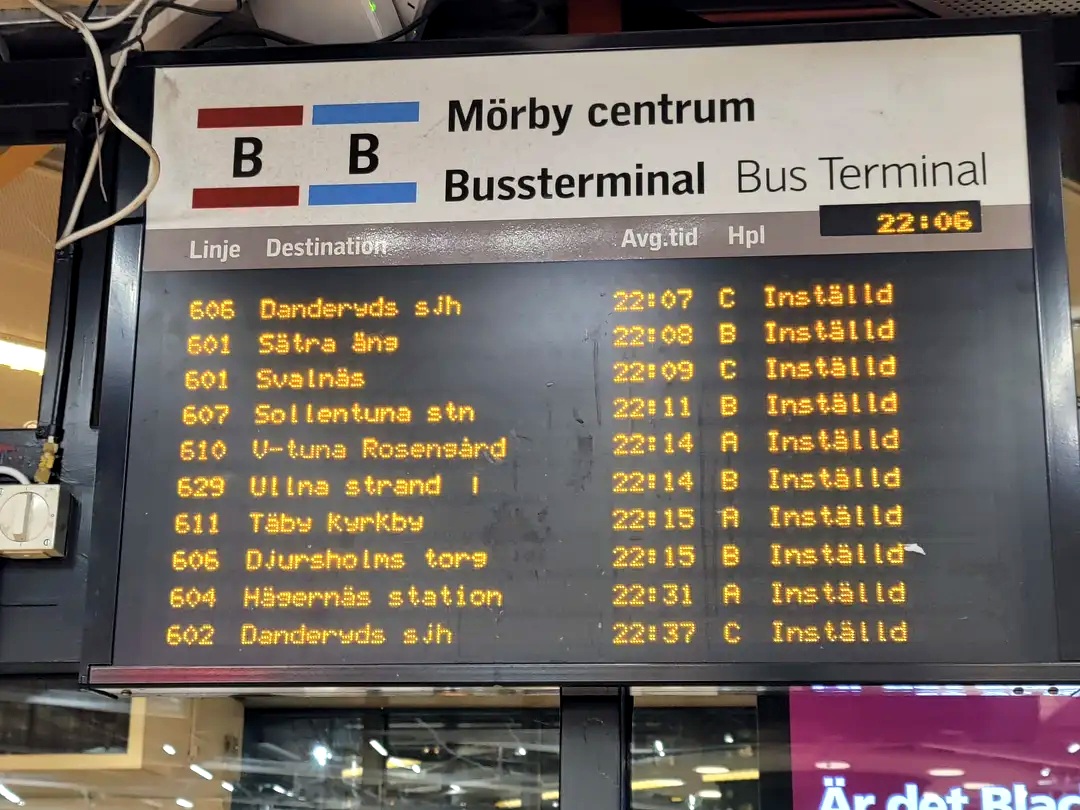 B B Mörby centrum
Bussterminal Bus Terminal
22:06
Linje Destination Avg.tid Hpl
606 Danderyds sjh 22:07 C Inställd
601 Sätra äng 22:08 B Inställd
601 Svalnäs 22:09 C Inställd
607 Sollentuna stn 22:11 B Inställd
610 V-tuna Rosengård 22:14 A Inställd
629 Ullna strand 22:14 B Inställd
611 Täby Kyrkby 22:15 A Inställd
606 Djursholms torg 22:15 B Inställd
604 Hägernäs station 22:31 A Inställd
602 Danderyds sjh 22:37 C Inställd
Är det